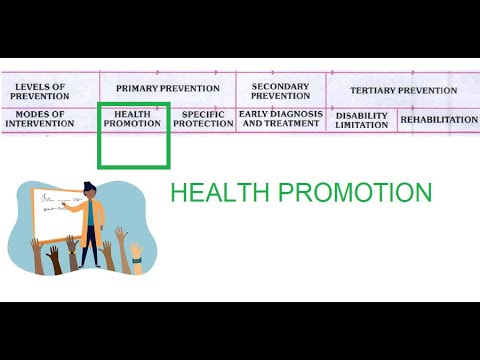 LEVELS OF PREVENTION
PRIMARY PREVENTION
SECONDARY PREVENTION
TERTIARY PREVENTION
MODES OF INTERVENTION
HEALTH PROMOTION
SPECIFIC PROTECTION
EARLY DIAGNOSIS AND TREATMENT
DISABILITY LIMITATION
REHABILITATION
HEALTH PROMOTION